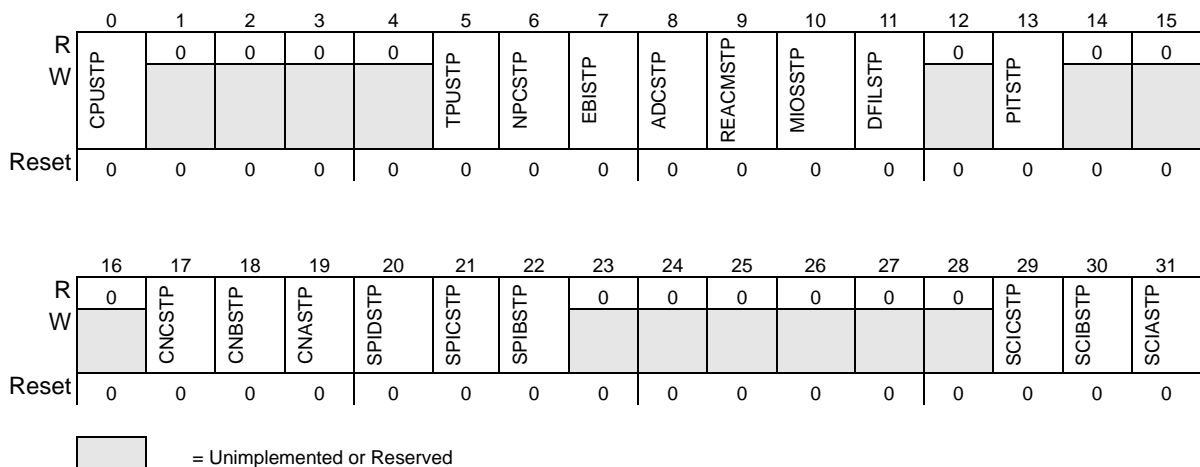 0 1 2 3 4 5 6 7 8 9 10 11 12 13 14 15
R CPUSTP 0 0 0 0 TPUSTP NPCSTP EBISTP ADCSTP REACMSTP MIOSSTP DFILSTP 0 PITSTP 0 0
W
Reset 0 0 0 0 0 0 0 0 0 0 0 0 0 0 0 0
16 17 18 19 20 21 22 23 24 25 26 27 28 29 30 31
R 0 CNCSTP CNBSTP CNASTP SPIDSTP SPICSTP SPIBSTP 0 0 0 0 0 0 SCICSTP SCIBSTP SCIASTP
W
Reset 0 0 0 0 0 0 0 0 0 0 0 0 0 0 0 0
= Unimplemented or Reserved